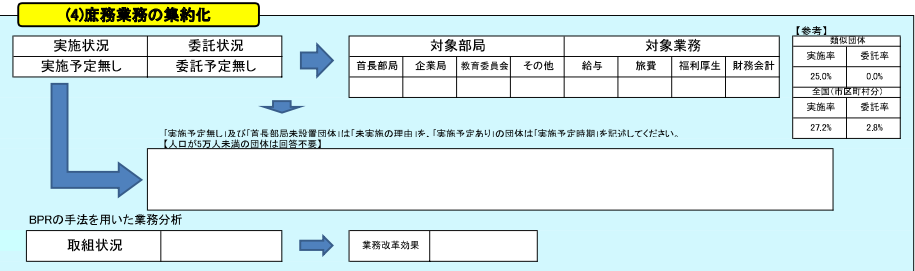 (4)庶務業務の集約化
【参考】
実施状況 委託状況
実施予定無し 委託予定無し
対象部局 対象業務
首長部局 企業局 教育委員会 その他 給与 旅費 福利厚生 財務会計
類似団体
実施率 委託率
25.0% 0.0%
全国(市区町村分)
実施率 委託率
27.2% 2.8%
「実施予定無し」及び「首長部局未設置団体」は「未実施の理由」を、「実施予定あり」の団体は「実施予定時期」を記述してください。
【人口が5万人未満の団体は回答不要】
BPRの手法を用いた業務分析
取組状況
業務改革効果